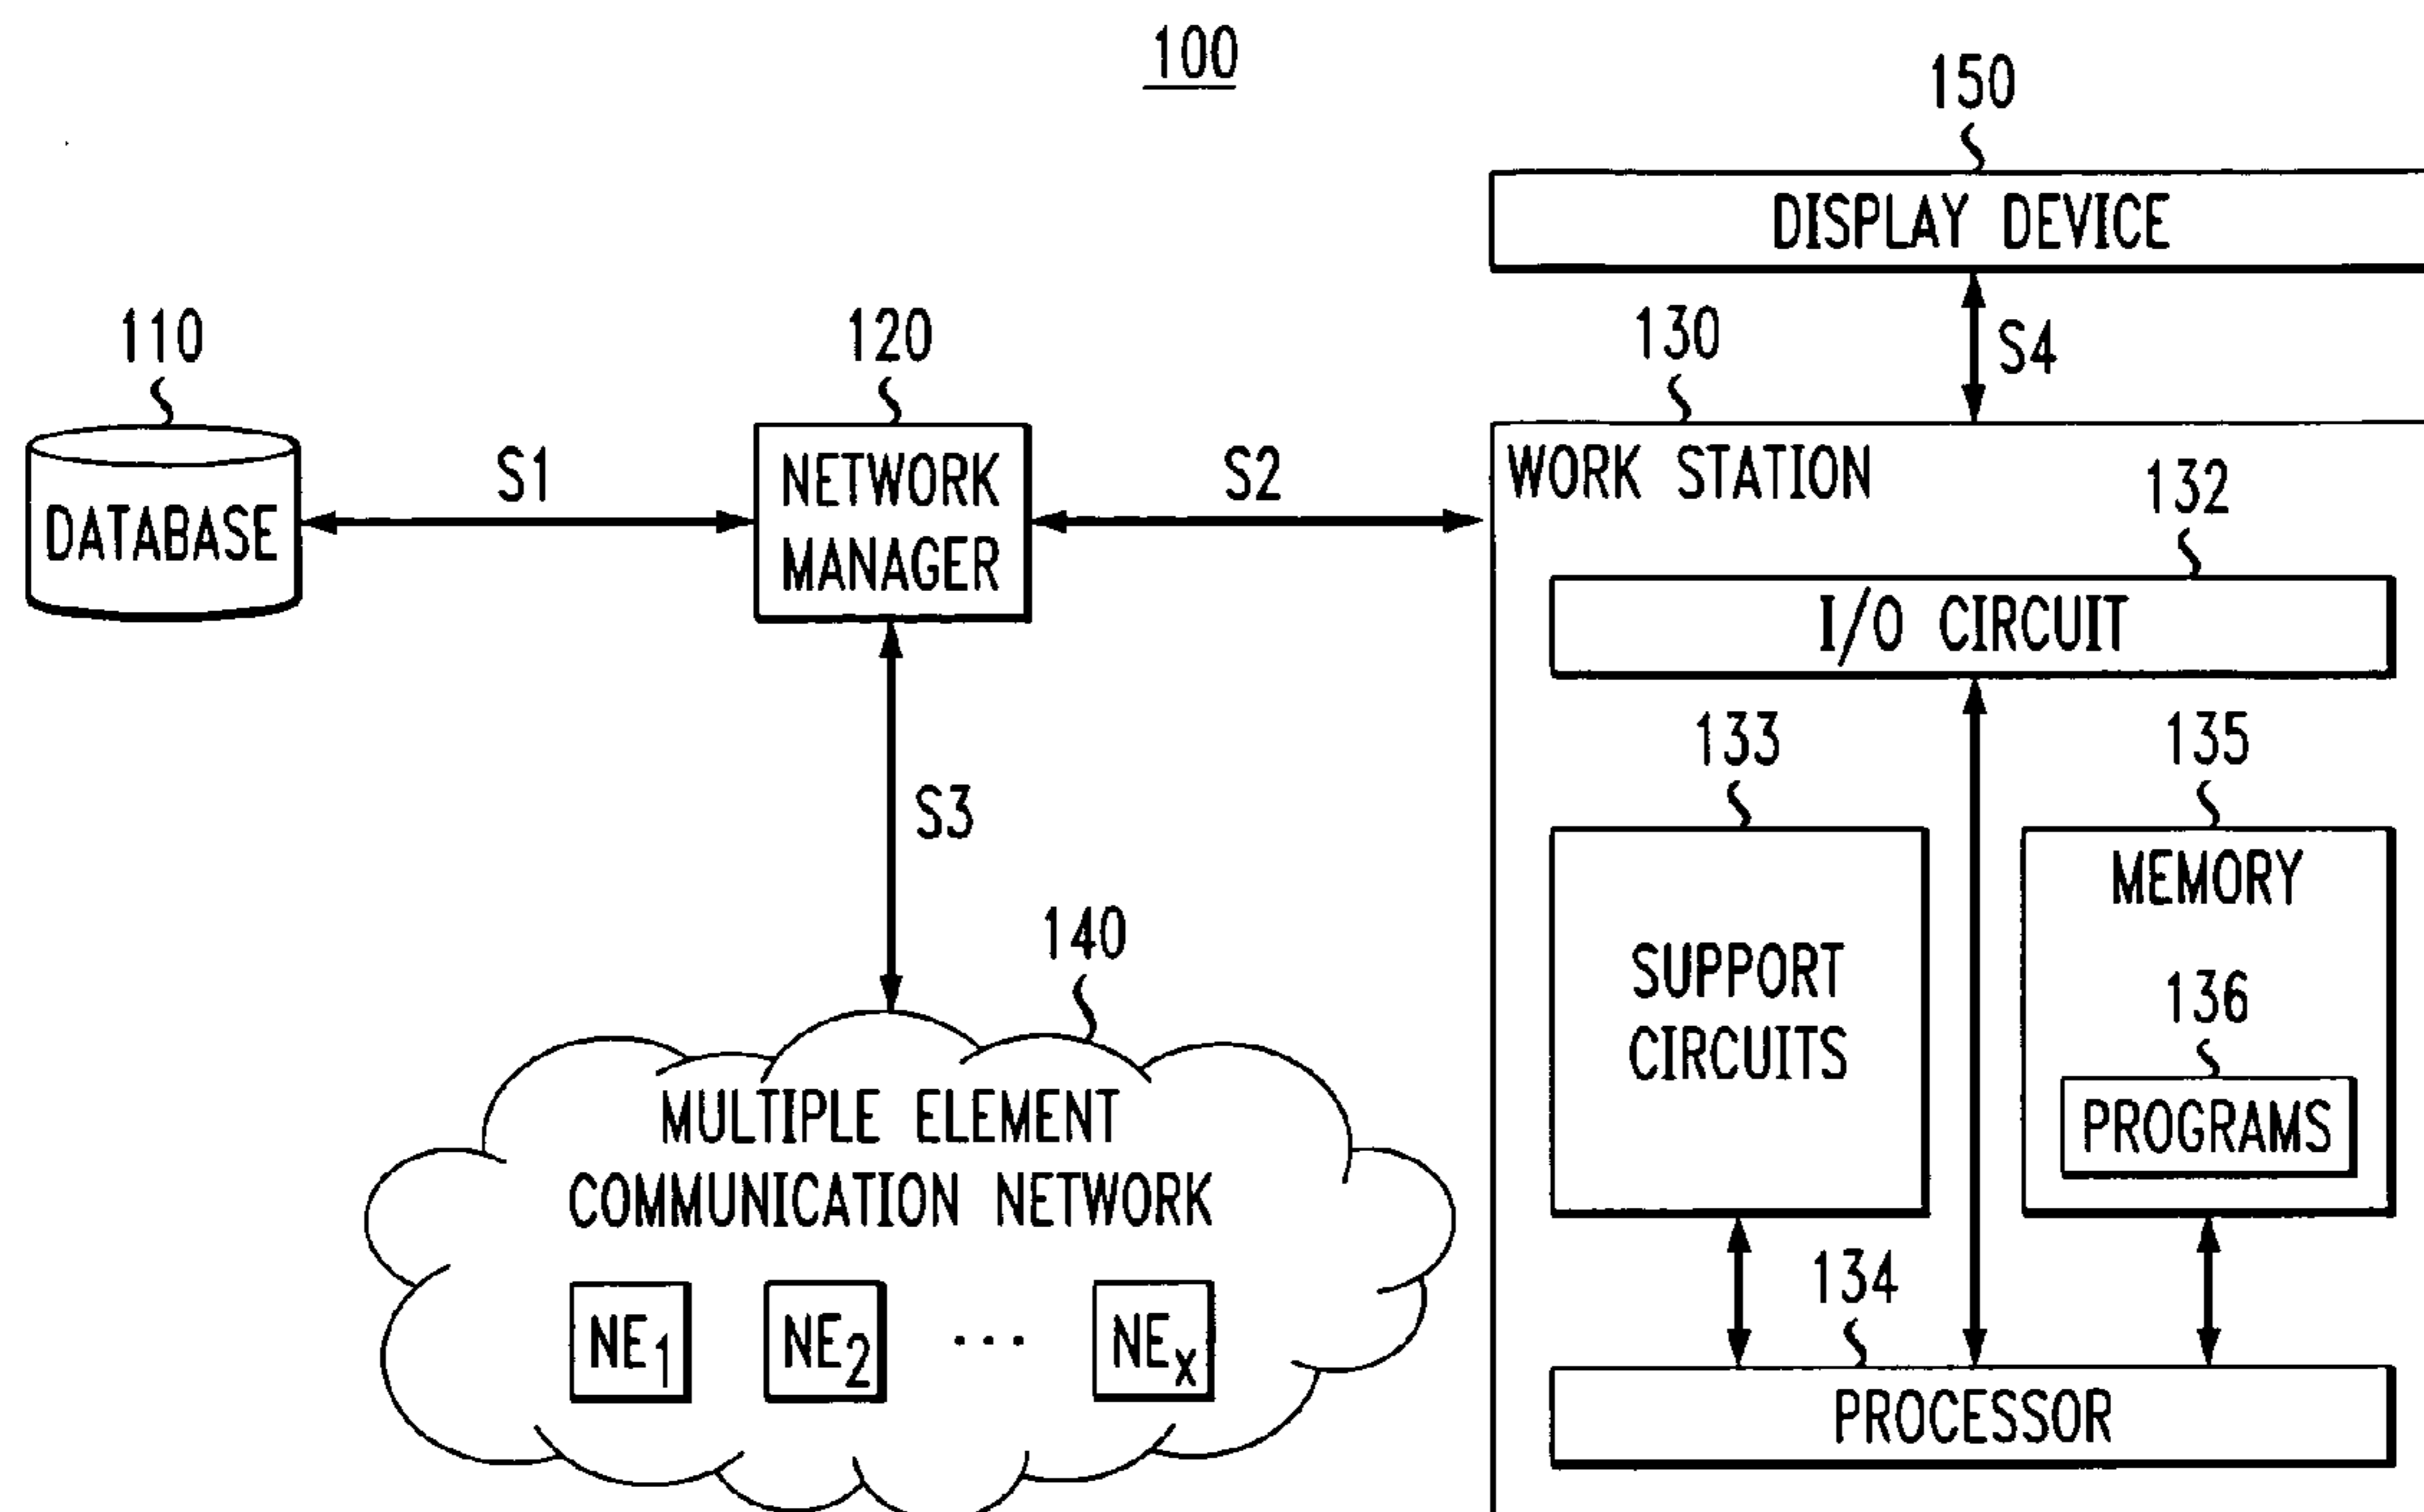 100
150
DISPLAY DEVICE
110
120
130
S4
DATABASE
S1
NETWORK
MANAGER
S2
WORK STATION
132
I/O CIRCUIT
S3
133
135
SUPPORT
CIRCUITS
MEMORY
136
PROGRAMS
140
MULTIPLE ELEMENT
COMMUNICATION NETWORK
NE1
NE2
...
NEX
134
PROCESSOR